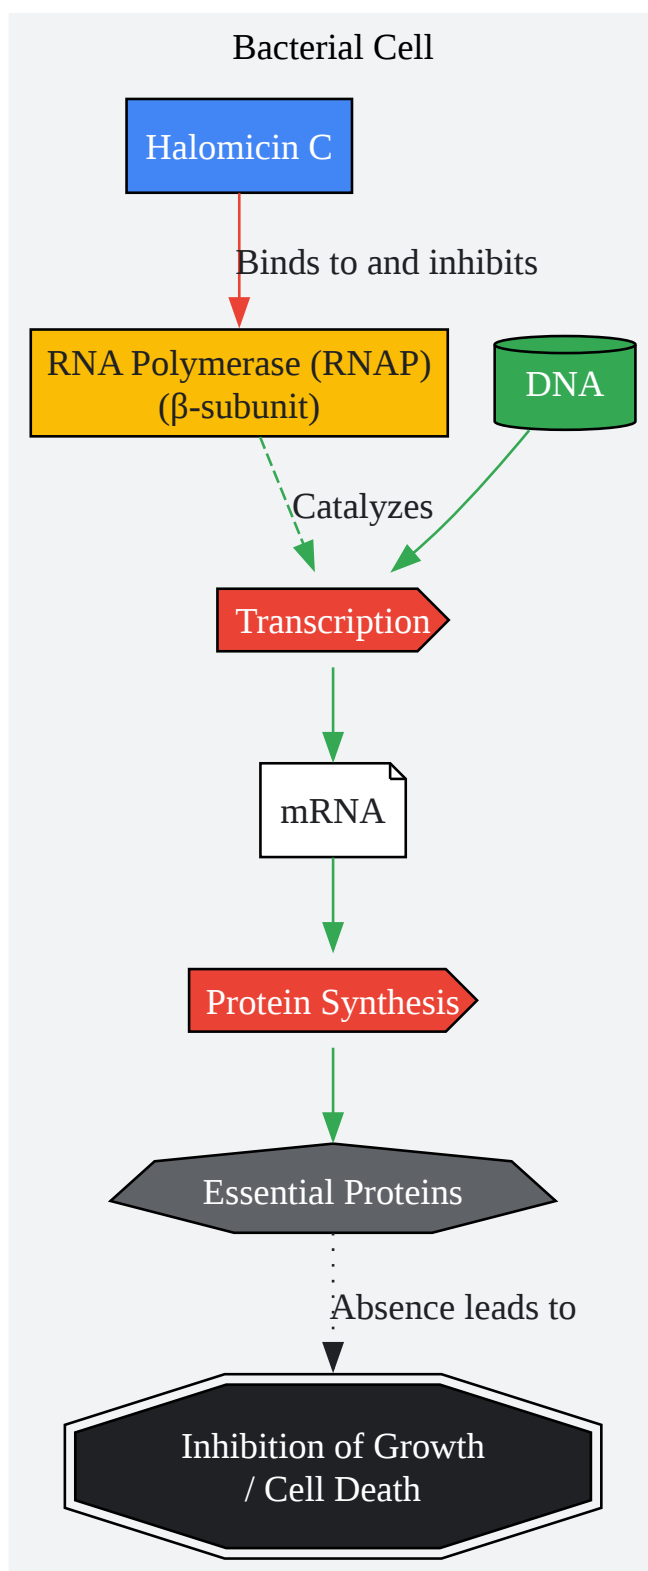 Bacterial Cell
Halomicin C
Binds to and inhibits
RNA Polymerase (RNAP)
(β-subunit)
DNA
Catalyzes
Transcription
mRNA
Protein Synthesis
Essential Proteins
Absence leads to
Inhibition of Growth
/ Cell Death